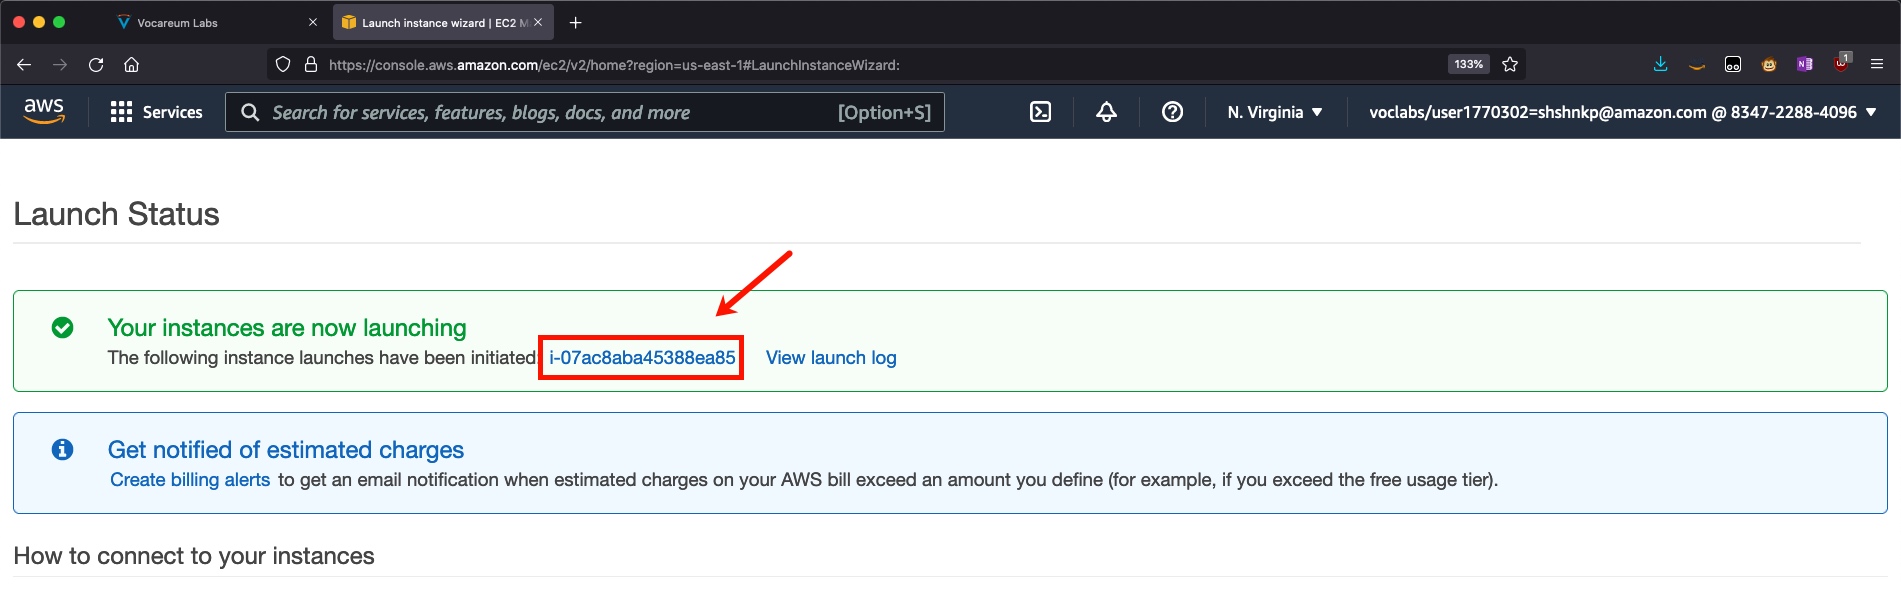 Vocareum Labs
Launch instance wizard | EC2 M
https://console.aws.amazon.com/ec2/v2/home?region=us-east-1#LaunchInstanceWizard:
133%
N
1
aws
Services
Search for services, features, blogs, docs, and more
[Option+S]
N. Virginia
voclabs/user1770302=shshnkp@amazon.com @ 8347-2288-4096
Launch Status
Your instances are now launching
The following instance launches have been initiated: i-07ac8aba45388ea85 View launch log
Get notified of estimated charges
Create billing alerts to get an email notification when estimated charges on your AWS bill exceed an amount you define (for example, if you exceed the free usage tier).
How to connect to your instances